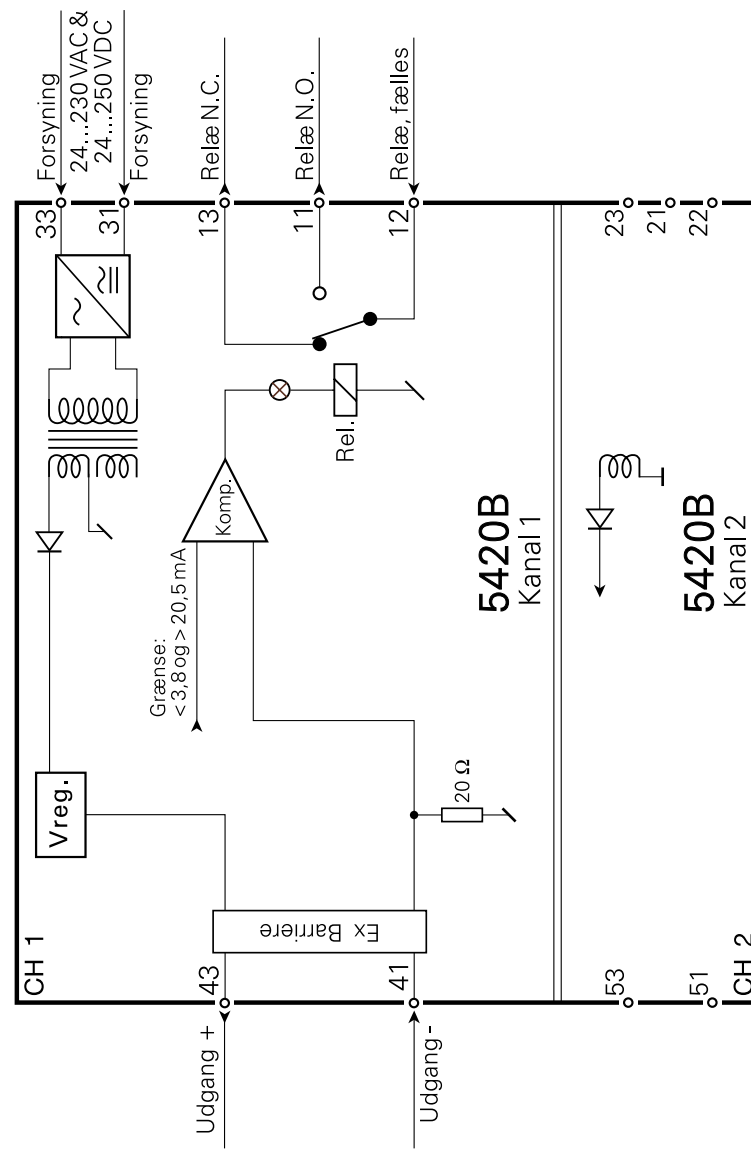 CH 1
Forsyning
24...230 VAC &
24...250 VDC
Forsyning
33
31
Vreg.
Relæ N.C.
13
Relæ N.O.
11
Relæ, fælles
12
Grænse:
<3,8 og > 20,5 mA
Komp.
Rel.
Udgang +
43
Ex Barriere
20 Ω
Udgang -
41
5420B
Kanal 1
23
21
22
53
51
5420B
Kanal 2
CH 2